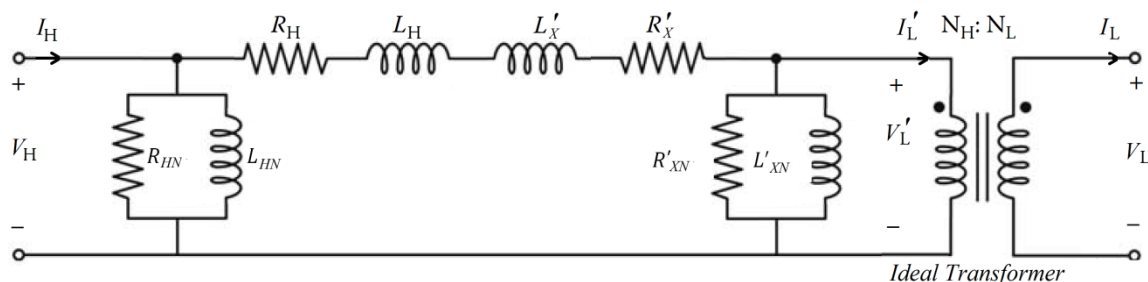 I_H R_H L_H L'_X R'_X I'_L N_H: N_L I_L
+ + +
V_H R_HN L_HN R'_XN L'_XN V'_L V_L
− − −
Ideal Transformer